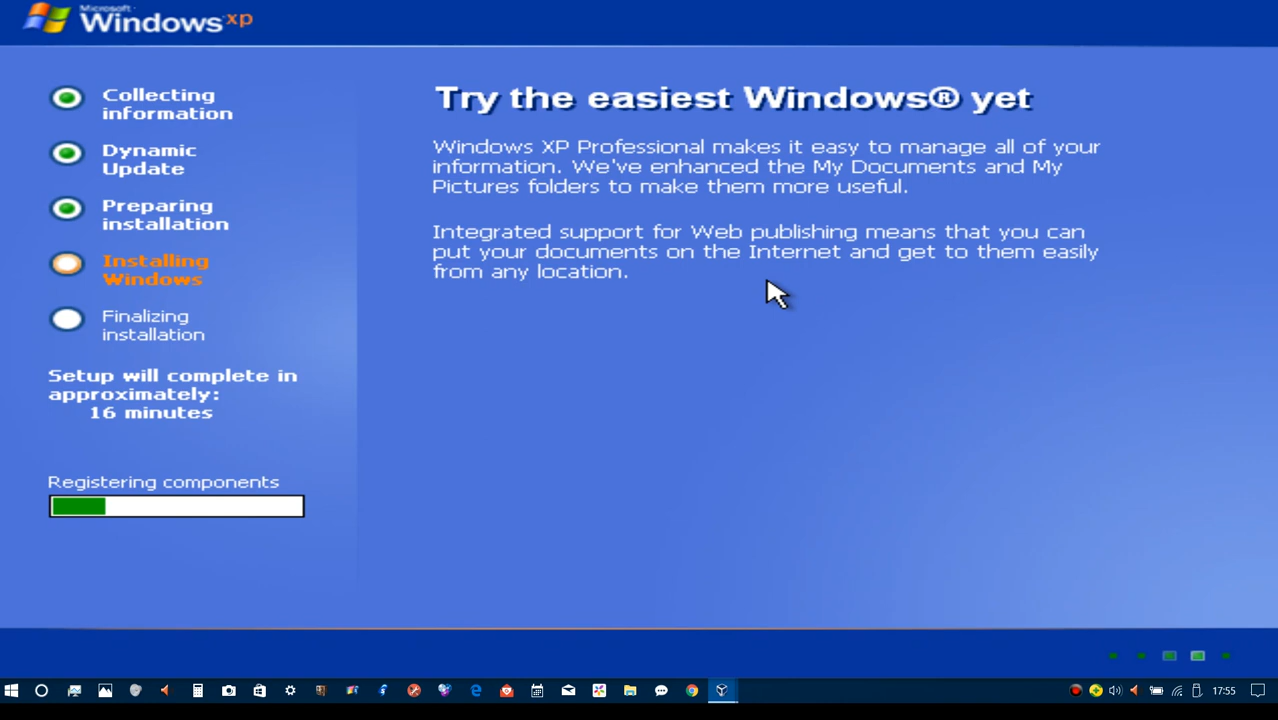 Microsoft
Windows xp
Collecting
information
Dynamic
Update
Preparing
installation
Installing
Windows
Finalizing
installation
Setup will complete in
approximately:
16 minutes
Registering components
Try the easiest Windows® yet
Windows XP Professional makes it easy to manage all of your
information. We've enhanced the My Documents and My
Pictures folders to make them more useful.
Integrated support for Web publishing means that you can
put your documents on the Internet and get to them easily
from any location.
17:55